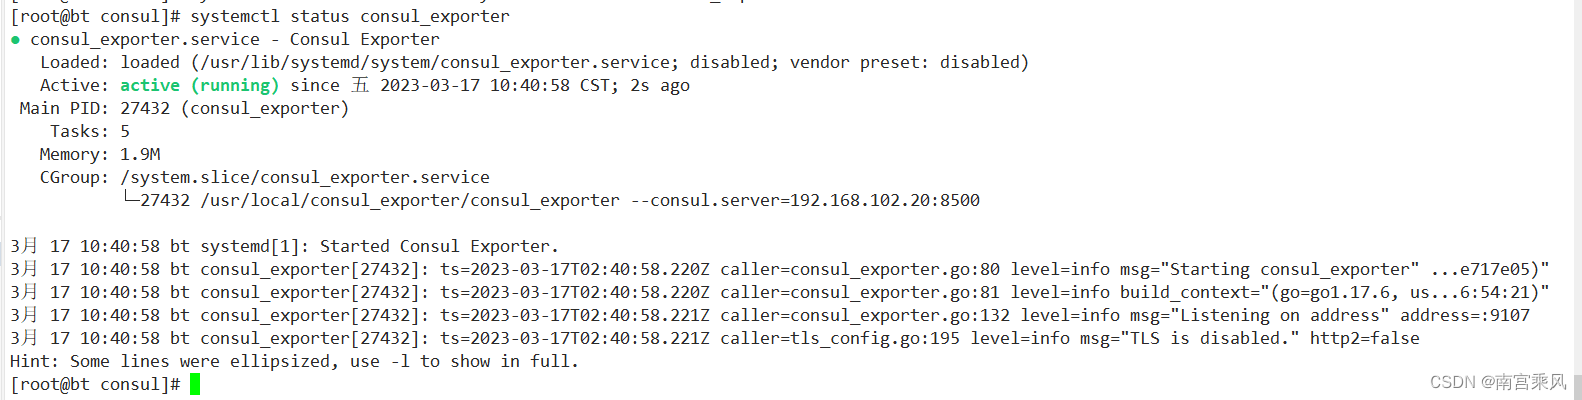 [root@bt consul]# systemctl status consul_exporter
● consul_exporter.service - Consul Exporter
Loaded: loaded (/usr/lib/systemd/system/consul_exporter.service; disabled; vendor preset: disabled)
Active: active (running) since 五 2023-03-17 10:40:58 CST; 2s ago
Main PID: 27432 (consul_exporter)
Tasks: 5
Memory: 1.9M
CGroup: /system.slice/consul_exporter.service
└─27432 /usr/local/consul_exporter/consul_exporter --consul.server=192.168.102.20:8500
3月 17 10:40:58 bt systemd[1]: Started Consul Exporter.
3月 17 10:40:58 bt consul_exporter[27432]: ts=2023-03-17T02:40:58.220Z caller=consul_exporter.go:80 level=info msg="Starting consul_exporter" ...e717e05)"
3月 17 10:40:58 bt consul_exporter[27432]: ts=2023-03-17T02:40:58.220Z caller=consul_exporter.go:81 level=info build_context="(go=go1.17.6, us...6:54:21)"
3月 17 10:40:58 bt consul_exporter[27432]: ts=2023-03-17T02:40:58.221Z caller=consul_exporter.go:132 level=info msg="Listening on address" address=:9107
3月 17 10:40:58 bt consul_exporter[27432]: ts=2023-03-17T02:40:58.221Z caller=tls_config.go:195 level=info msg="TLS is disabled." http2=false
Hint: Some lines were ellipsized, use -l to show in full.
[root@bt consul]#
CSDN @南宫乘风